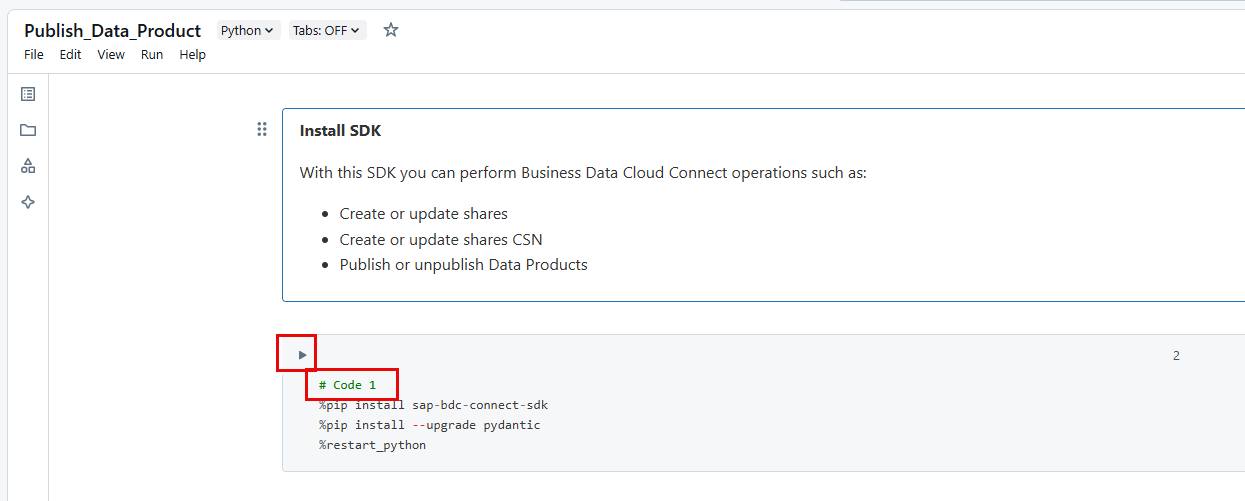 Publish_Data_Product Python Tabs: OFF
File Edit View Run Help
Install SDK
With this SDK you can perform Business Data Cloud Connect operations such as:
• Create or update shares
• Create or update shares CSN
• Publish or unpublish Data Products
2
# Code 1
%pip install sap-bdc-connect-sdk
%pip install --upgrade pydantic
%restart_python